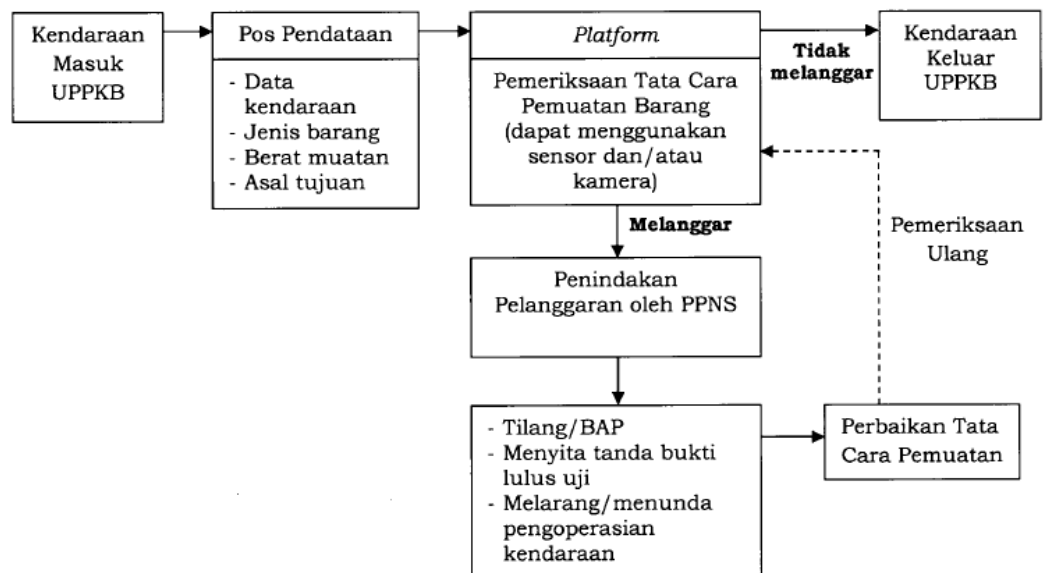 Kendaraan
Masuk
UPPKB
Pos Pendataan
- Data
kendaraan
- Jenis barang
- Berat muatan
- Asal tujuan
Platform
Pemeriksaan Tata Cara
Pemuatan Barang
(dapat menggunakan
sensor dan/atau
kamera)
Tidak
melanggar
Kendaraan
Keluar
UPPKB
Melanggar
Pemeriksaan
Ulang
Penindakan
Pelanggaran oleh PPNS
- Tilang/BAP
- Menyita tanda bukti
lulus uji
- Melarang/menunda
pengoperasian
kendaraan
Perbaikan Tata
Cara Pemuatan